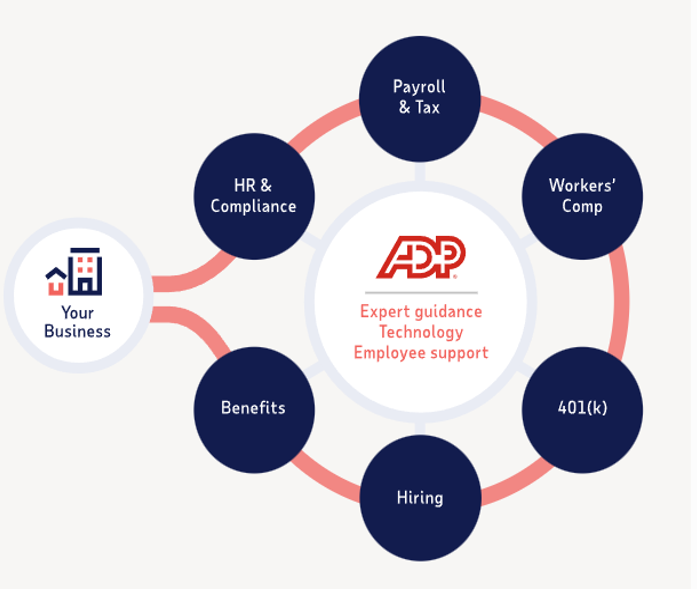 Payroll
& Tax
HR &
Compliance
Workers’
Comp
ADP
Expert guidance
Technology
Employee support
Your
Business
Benefits
401(k)
Hiring